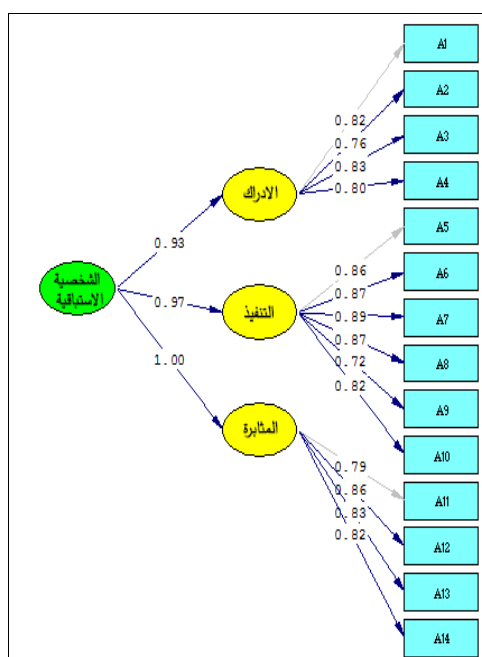 A1
A2
A3
A4
A5
A6
A7
A8
A9
A10
A11
A12
A13
A14
0.82
0.76
0.83
0.80
0.86
0.87
0.89
0.87
0.72
0.82
0.79
0.86
0.83
0.82
الادراك
التنفيذ
المثابرة
0.93
0.97
1.00
الشخصية
الاستباقية